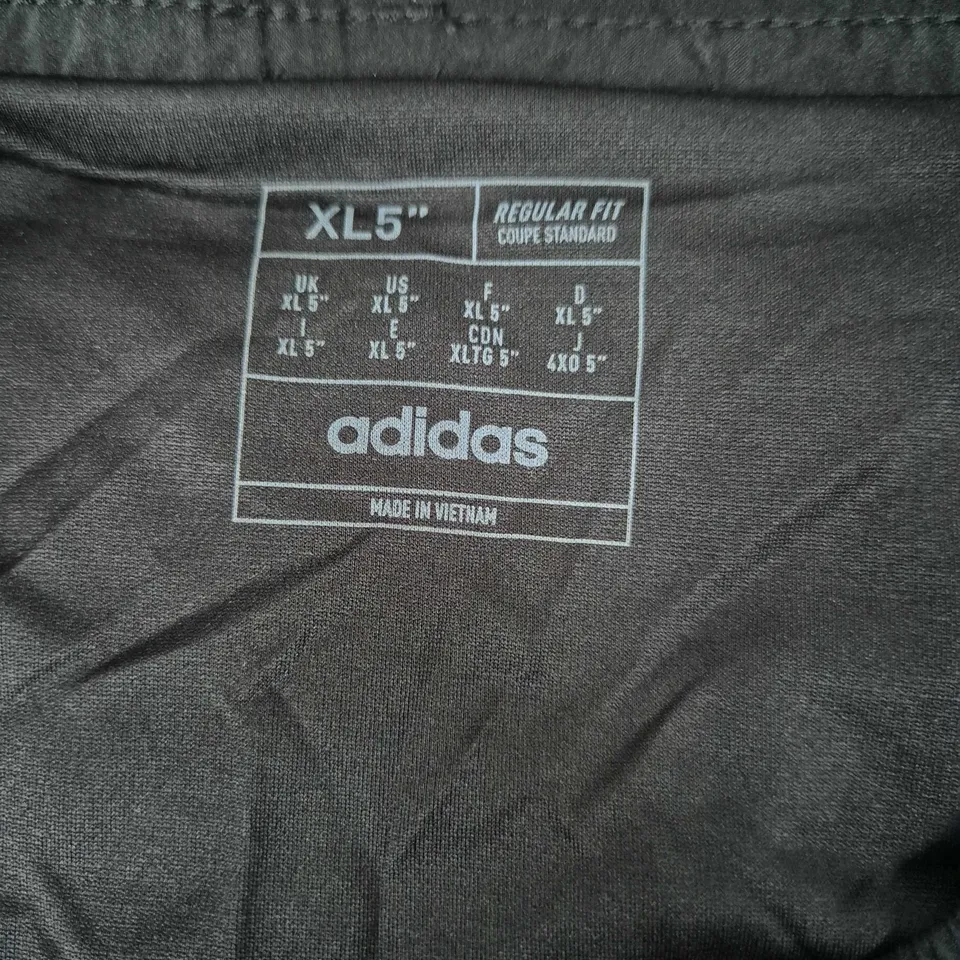 XL5" REGULAR FIT
COUPE STANDARD
UK US F D
XL 5" XL 5" XL 5" XL 5"
I E CDN J
XL 5" XL 5" XLTG 5" 4XO 5"
adidas
MADE IN VIETNAM